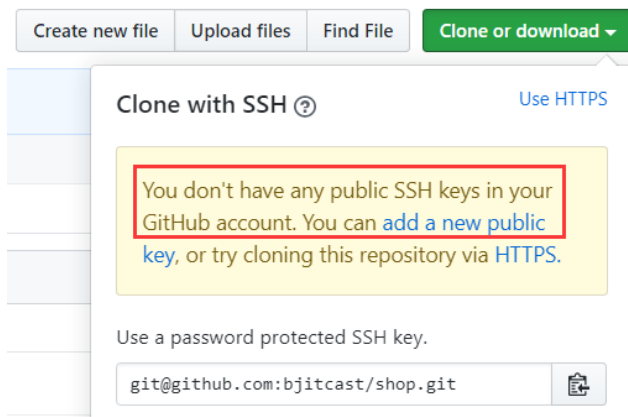 Create new file Upload files Find File Clone or download
Clone with SSH ? Use HTTPS
You don't have any public SSH keys in your
GitHub account. You can add a new public
key, or try cloning this repository via HTTPS.
Use a password protected SSH key.
git@github.com:bjitcast/shop.git